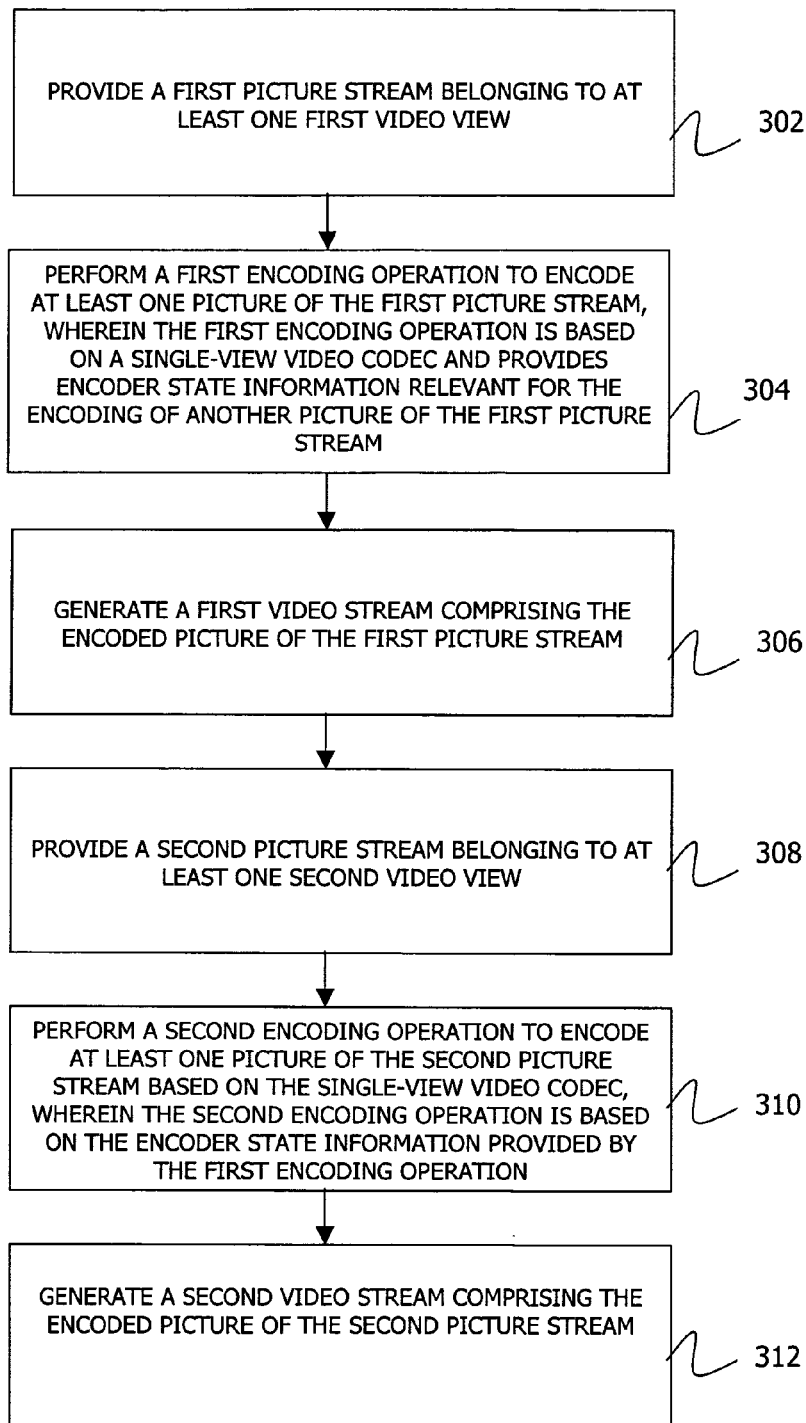 PROVIDE A FIRST PICTURE STREAM BELONGING TO AT
LEAST ONE FIRST VIDEO VIEW
302
PERFORM A FIRST ENCODING OPERATION TO ENCODE
AT LEAST ONE PICTURE OF THE FIRST PICTURE STREAM,
WHEREIN THE FIRST ENCODING OPERATION IS BASED
ON A SINGLE-VIEW VIDEO CODEC AND PROVIDES
ENCODER STATE INFORMATION RELEVANT FOR THE
ENCODING OF ANOTHER PICTURE OF THE FIRST PICTURE
STREAM
304
GENERATE A FIRST VIDEO STREAM COMPRISING THE
ENCODED PICTURE OF THE FIRST PICTURE STREAM
306
PROVIDE A SECOND PICTURE STREAM BELONGING TO AT
LEAST ONE SECOND VIDEO VIEW
308
PERFORM A SECOND ENCODING OPERATION TO ENCODE
AT LEAST ONE PICTURE OF THE SECOND PICTURE
STREAM BASED ON THE SINGLE-VIEW VIDEO CODEC,
WHEREIN THE SECOND ENCODING OPERATION IS BASED
ON THE ENCODER STATE INFORMATION PROVIDED BY
THE FIRST ENCODING OPERATION
310
GENERATE A SECOND VIDEO STREAM COMPRISING THE
ENCODED PICTURE OF THE SECOND PICTURE STREAM
312